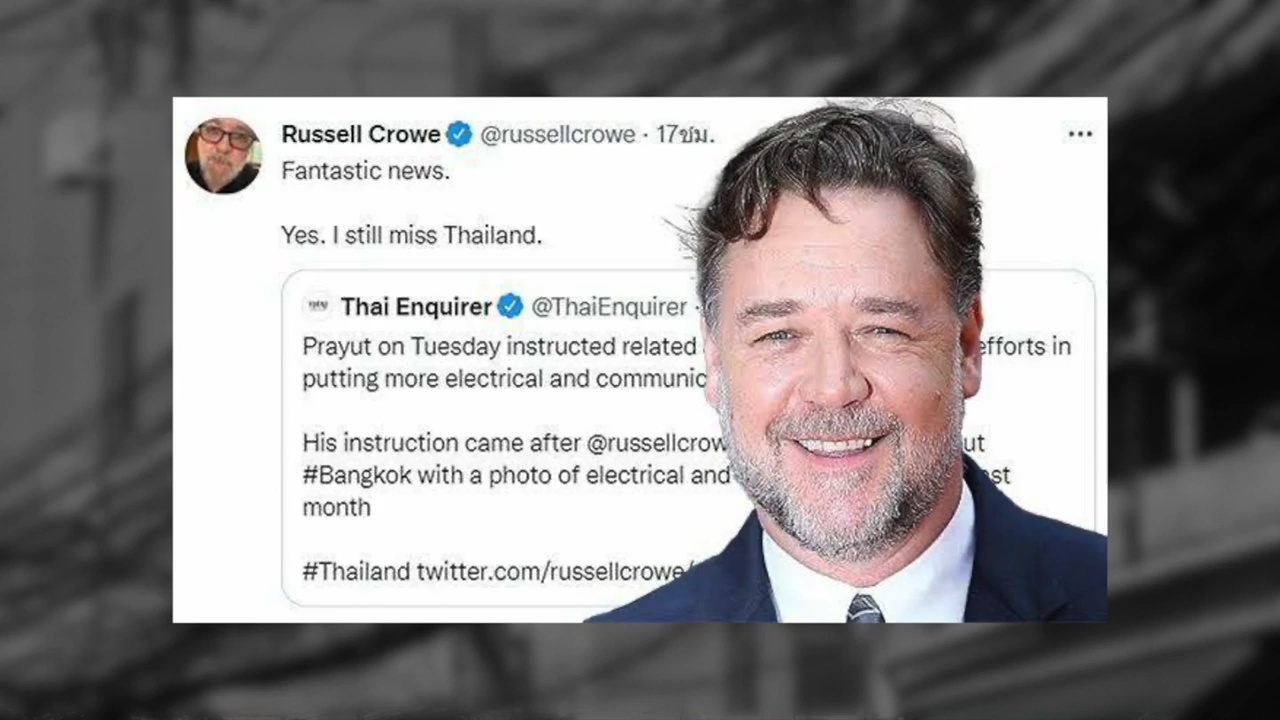 Russell Crowe @russellcrowe · 17ชม.
Fantastic news.
Yes. I still miss Thailand.
Thai Enquirer @ThaiEnquirer ·
Prayut on Tuesday instructed related efforts in
putting more electrical and communic
His instruction came after @russellcrow ut
#Bangkok with a photo of electrical and
month
#Thailand twitter.com/russellcrowe/